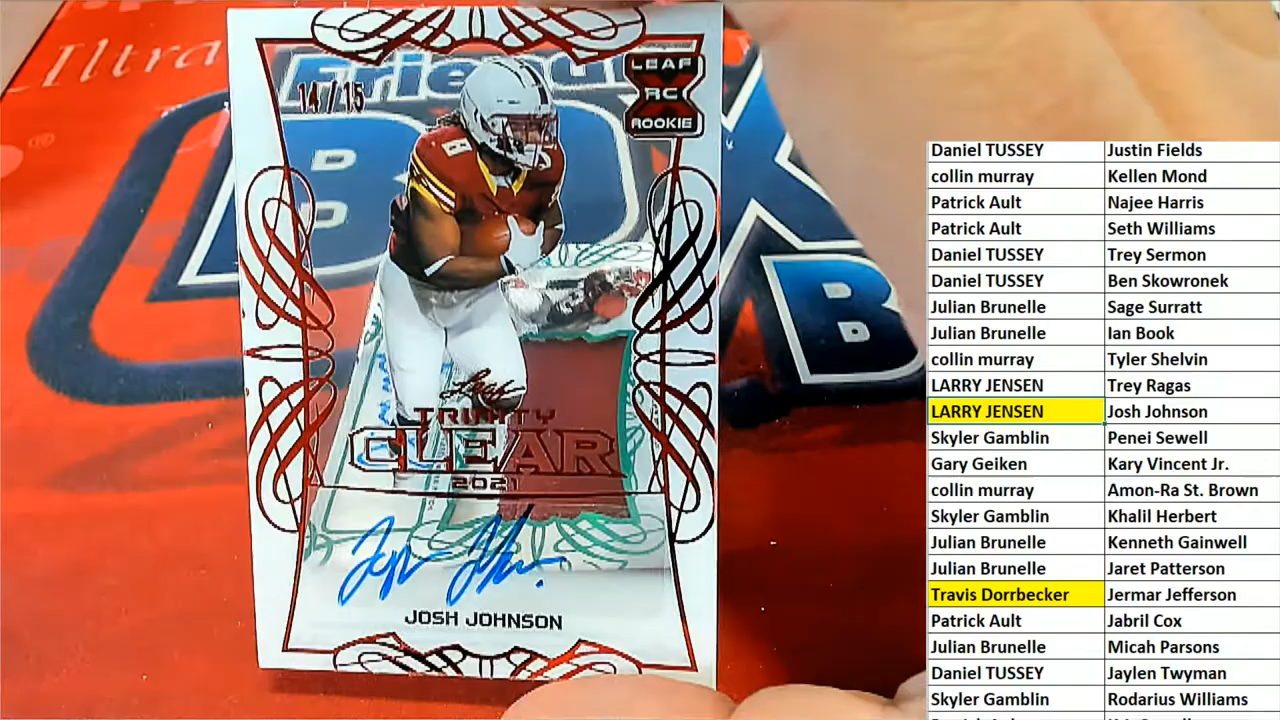 Iltra
Friend
BOX
B
14/15
LEAF
RC
ROOKIE
8
Leaf
TRINITY
CLEAR
2021
JOSH JOHNSON
Daniel TUSSEY Justin Fields
collin murray Kellen Mond
Patrick Ault Najee Harris
Patrick Ault Seth Williams
Daniel TUSSEY Trey Sermon
Daniel TUSSEY Ben Skowronek
Julian Brunelle Sage Surratt
Julian Brunelle Ian Book
collin murray Tyler Shelvin
LARRY JENSEN Trey Ragas
LARRY JENSEN Josh Johnson
Skyler Gamblin Penei Sewell
Gary Geiken Kary Vincent Jr.
collin murray Amon-Ra St. Brown
Skyler Gamblin Khalil Herbert
Julian Brunelle Kenneth Gainwell
Julian Brunelle Jaret Patterson
Travis Dorrbecker Jermar Jefferson
Patrick Ault Jabril Cox
Julian Brunelle Micah Parsons
Daniel TUSSEY Jaylen Twyman
Skyler Gamblin Rodarius Williams